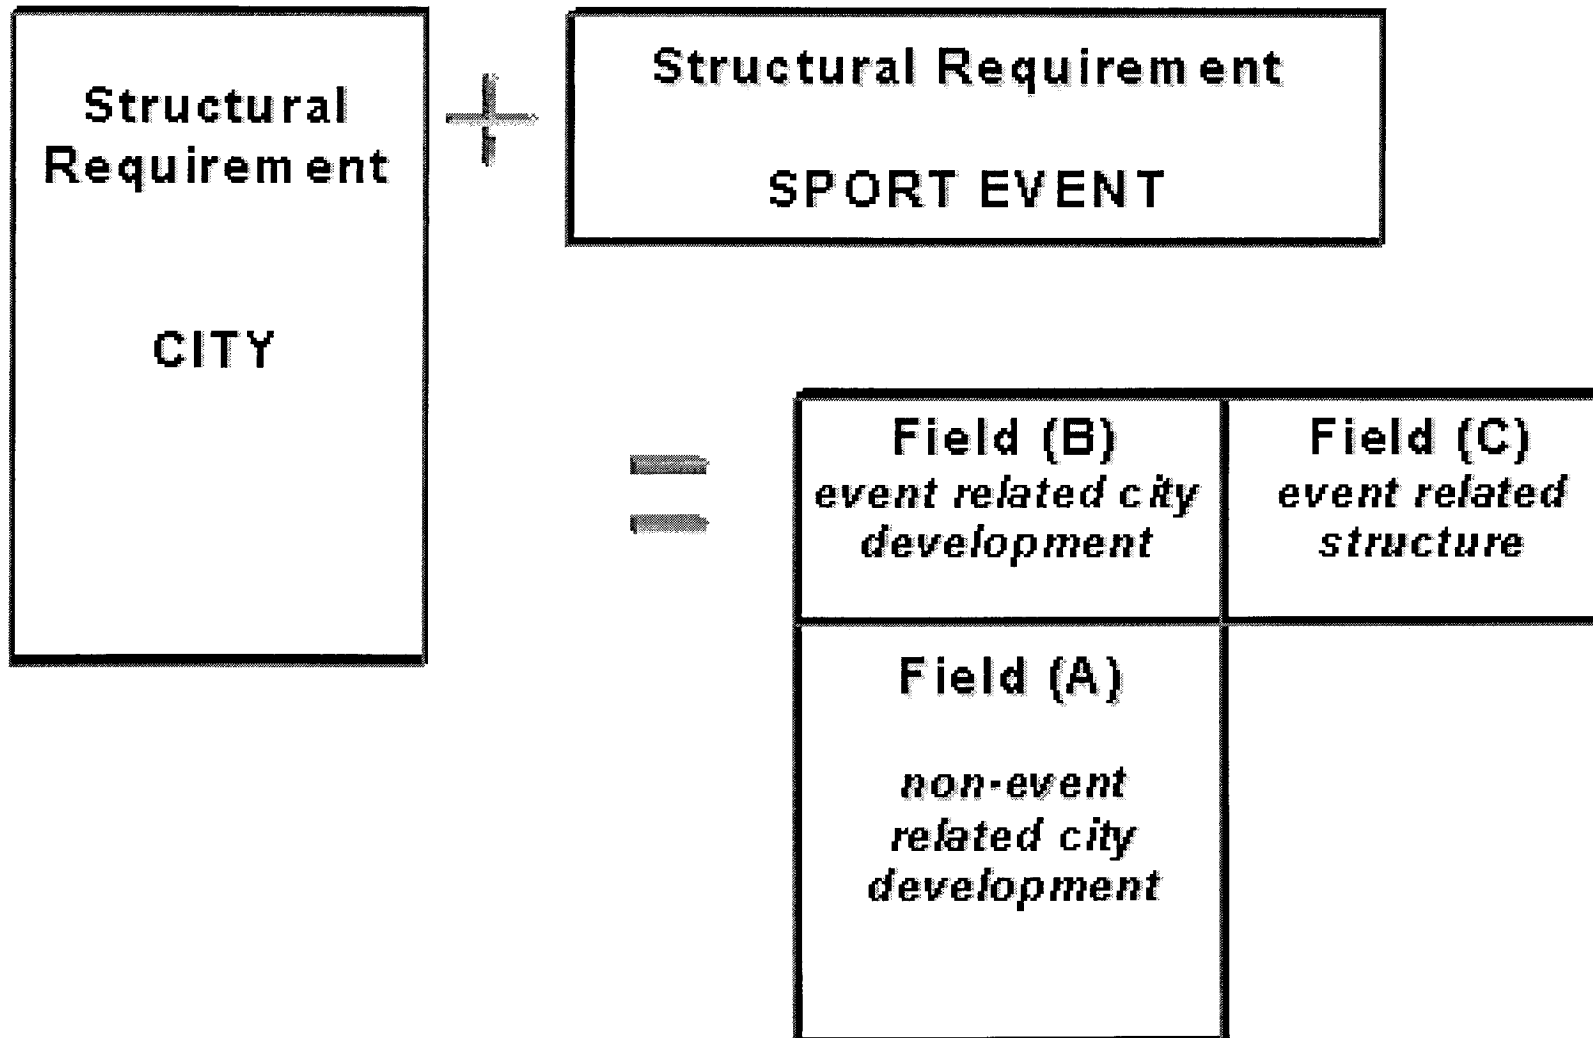 Structural
Requirement
CITY
+
Structural Requirement
SPORT EVENT
=
Field (B)
event related city
development
Field (C)
event related
structure
Field (A)
non-event
related city
development